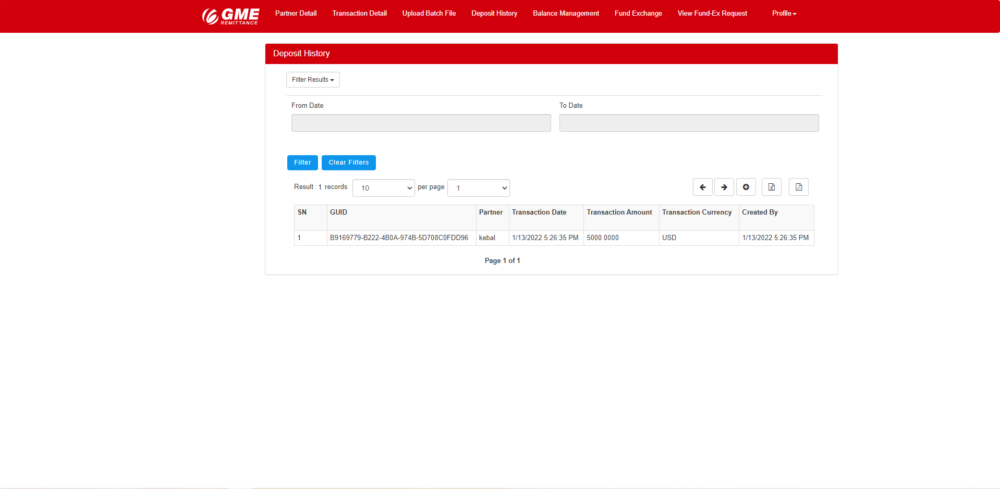 GME REMITTANCE Partner Detail Transaction Detail Upload Batch File Deposit History Balance Management Fund Exchange View Fund-Ex Request Profile
Deposit History
Filter Results
From Date To Date
Filter Clear Filters
Result : 1 records 10 per page 1
SN GUID Partner Transaction Date Transaction Amount Transaction Currency Created By
1 B9169779-B222-4B0A-974B-5D708C0FDD96 kebal 1/13/2022 5:26:35 PM 5000.0000 USD 1/13/2022 5:26:35 PM
Page 1 of 1